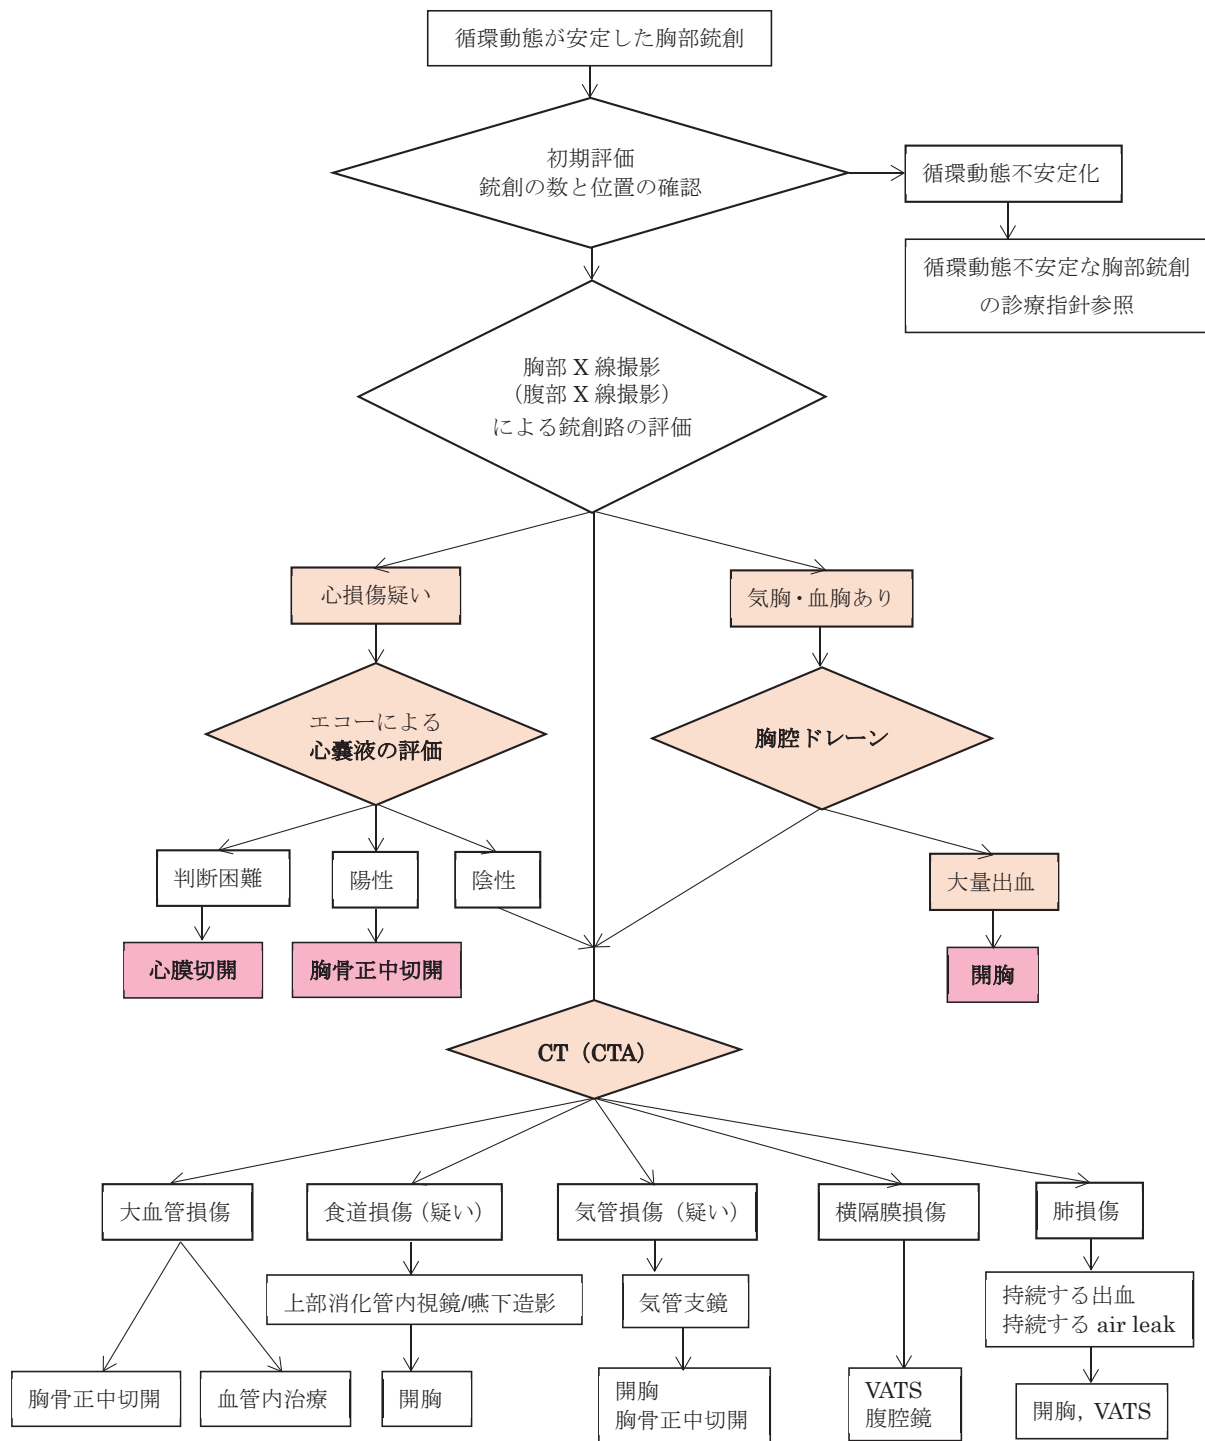 循環動態が安定した胸部銃創
初期評価
銃創の数と位置の確認
循環動態不安定化
循環動態不安定な胸部銃創
の診療指針参照
胸部 X 線撮影
（腹部 X 線撮影）
による銃創路の評価
心損傷疑い
気胸・血胸あり
エコーによる
心嚢液の評価
胸腔ドレーン
判断困難
陽性
陰性
大量出血
心膜切開
胸骨正中切開
開胸
CT（CTA）
大血管損傷
食道損傷（疑い）
気管損傷（疑い）
横隔膜損傷
肺損傷
上部消化管内視鏡/嚥下造影
気管支鏡
持続する出血
持続する air leak
胸骨正中切開
血管内治療
開胸
開胸
胸骨正中切開
VATS
腹腔鏡
開胸, VATS